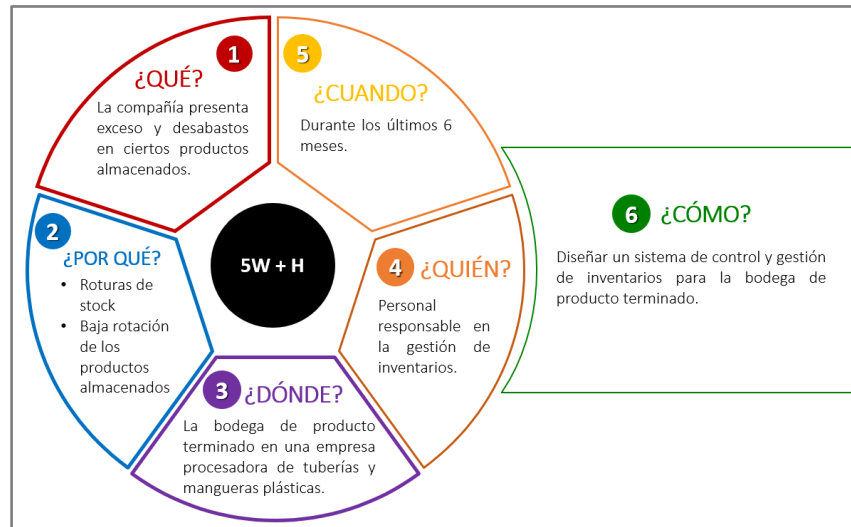 1
¿QUÉ?
La compañía presenta
exceso y desabastos
en ciertos productos
almacenados.
2
¿POR QUÉ?
• Roturas de
stock
• Baja rotación
de los
productos
almacenados
3 ¿DÓNDE?
La bodega de producto
terminado en una empresa
procesadora de tuberías y
mangueras plásticas.
4 ¿QUIÉN?
Personal
responsable en
la gestión de
inventarios.
5
¿CUANDO?
Durante los últimos 6
meses.
6 ¿CÓMO?
Diseñar un sistema de control y gestión
de inventarios para la bodega de
producto terminado.
5W + H